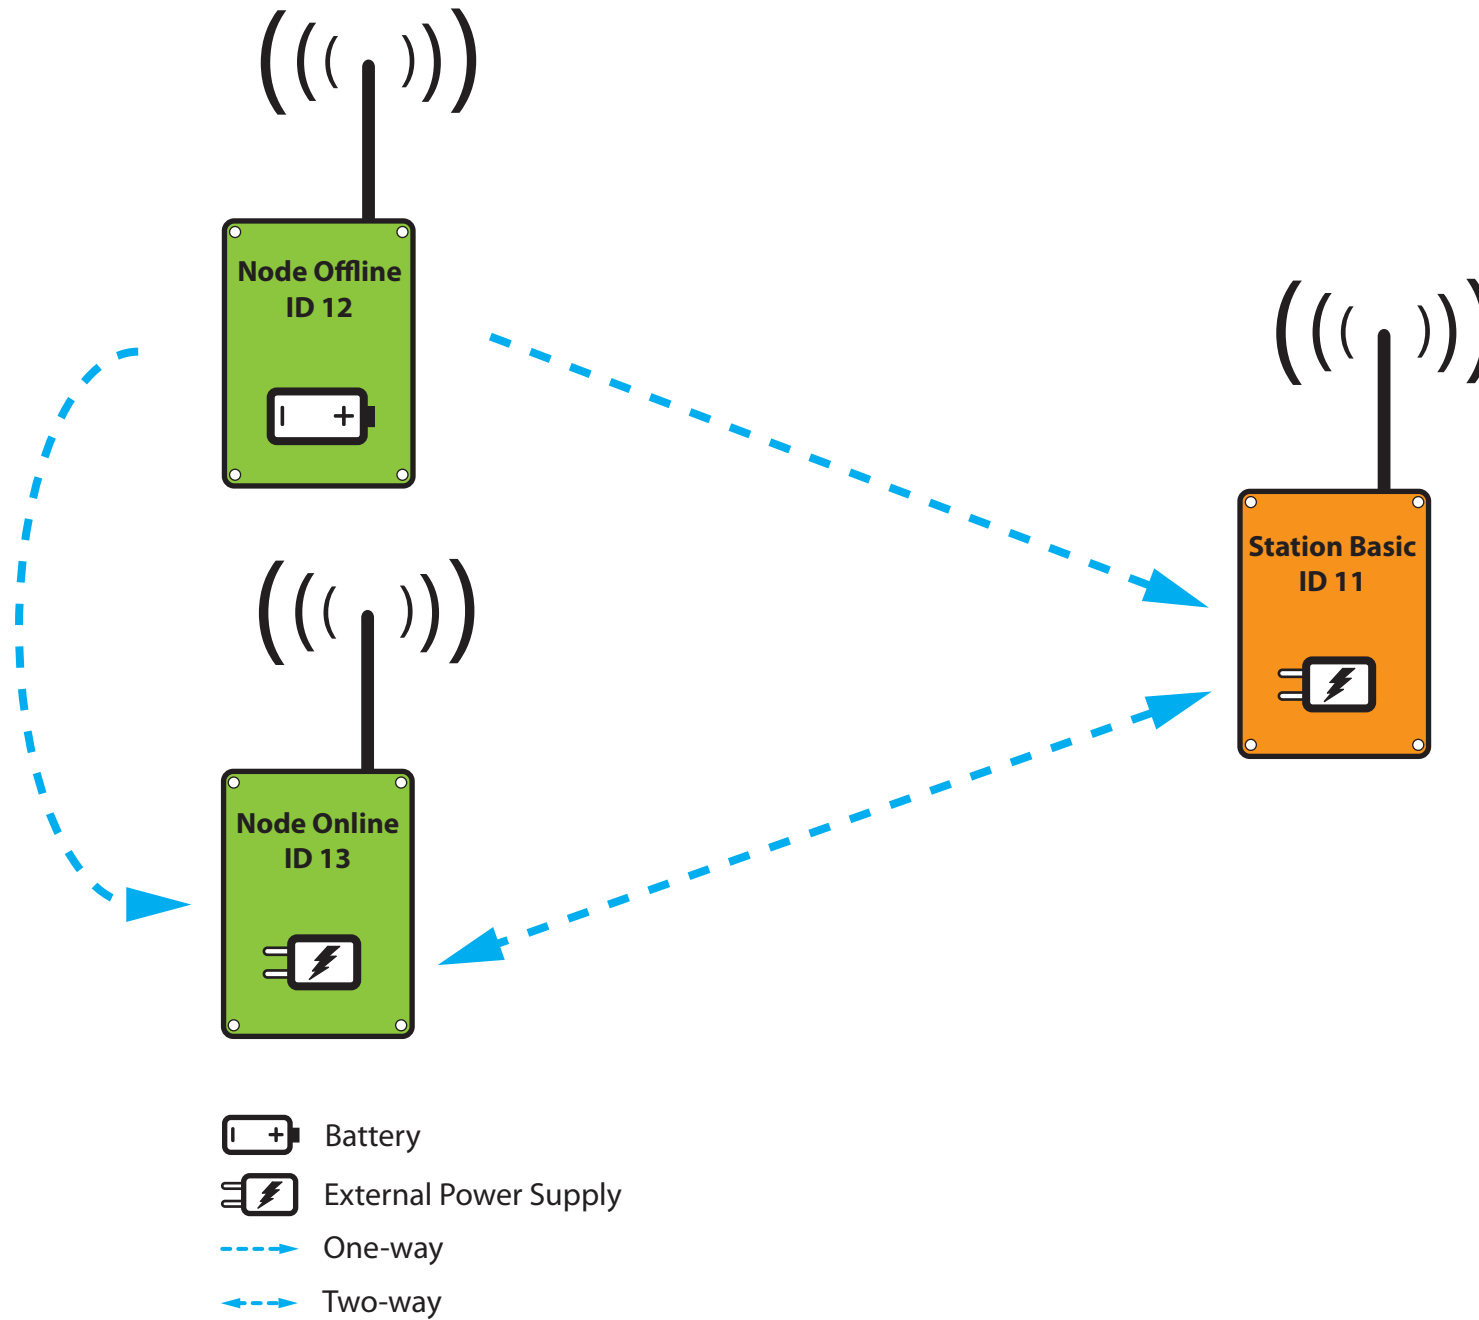 Node Offline
ID 12
Station Basic
ID 11
Node Online
ID 13
Battery
External Power Supply
One-way
Two-way